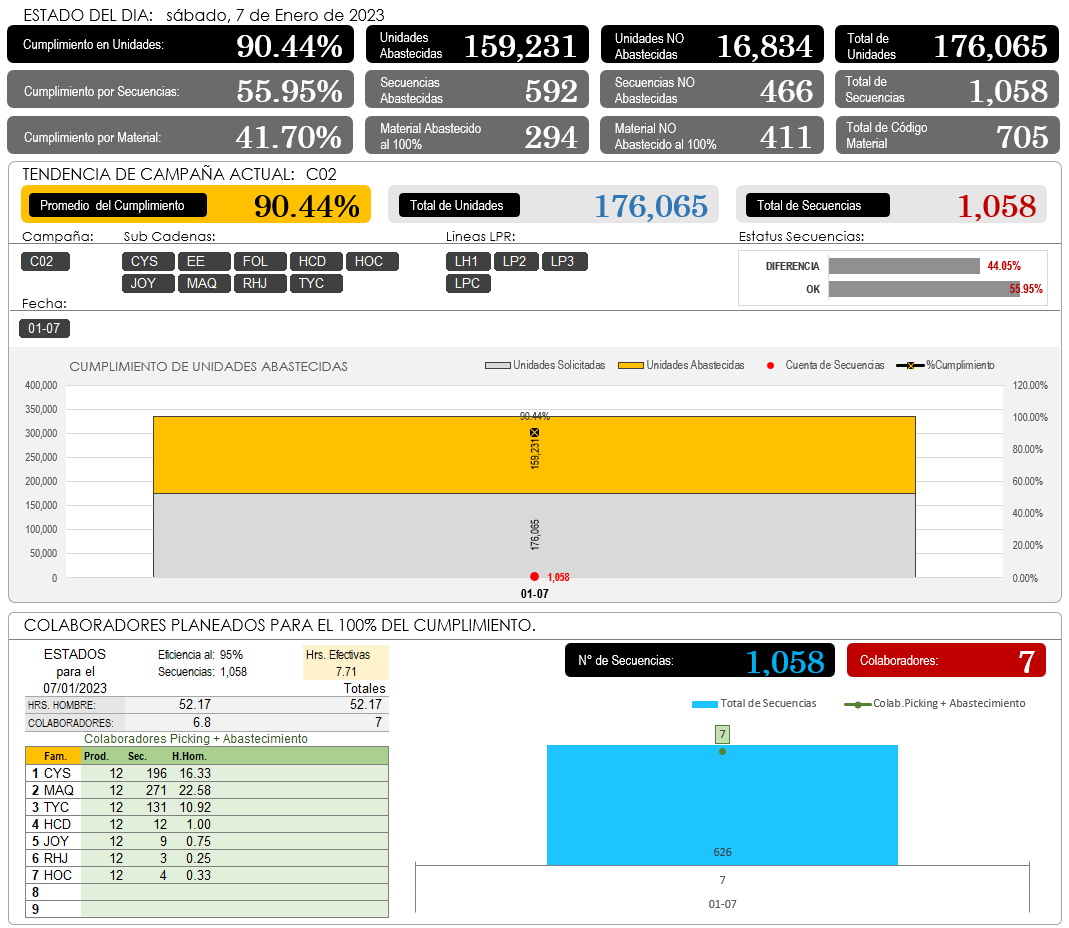 ESTADO DEL DIA: sábado, 7 de Enero de 2023
Cumplimiento en Unidades: 90.44%
Unidades Abastecidas 159,231
Unidades NO Abastecidas 16,834
Total de Unidades 176,065
Cumplimiento por Secuencias: 55.95%
Secuencias Abastecidas 592
Secuencias NO Abastecidas 466
Total de Secuencias 1,058
Cumplimiento por Material: 41.70%
Material Abastecido al 100% 294
Material NO Abastecido al 100% 411
Total de Código Material 705
TENDENCIA DE CAMPAÑA ACTUAL: C02
Promedio del Cumplimiento 90.44%
Total de Unidades 176,065
Total de Secuencias 1,058
Campaña: Sub Cadenas: Lineas LPR: Estatus Secuencias:
C02 CYS EE FOL HCD HOC LH1 LP2 LP3
JOY MAQ RHJ TYC LPC
DIFERENCIA 44.05%
OK 55.95%
Fecha:
01-07
CUMPLIMIENTO DE UNIDADES ABASTECIDAS
Unidades Solicitadas Unidades Abastecidas Cuenta de Secuencias %Cumplimiento
400,000 120.00%
350,000
100.00%
300,000
80.00%
250,000
200,000 60.00%
150,000
40.00%
100,000
20.00%
50,000
0 0.00%
90.44%
159,231
176,065
1,058
01-07
COLABORADORES PLANEADOS PARA EL 100% DEL CUMPLIMIENTO.
ESTADOS Eficiencia al: 95% Hrs. Efectivas
para el Secuencias: 1,058 7.71
07/01/2023 Totales
HRS. HOMBRE: 52.17 52.17
COLABORADORES: 6.8 7
Colaboradores Picking + Abastecimiento
Fam. Prod. Sec. H.Hom.
1 CYS 12 196 16.33
2 MAQ 12 271 22.58
3 TYC 12 131 10.92
4 HCD 12 12 1.00
5 JOY 12 9 0.75
6 RHJ 12 3 0.25
7 HOC 12 4 0.33
8
9
N° de Secuencias: 1,058
Colaboradores: 7
Total de Secuencias Colab.Picking + Abastecimiento
7
626
7
01-07